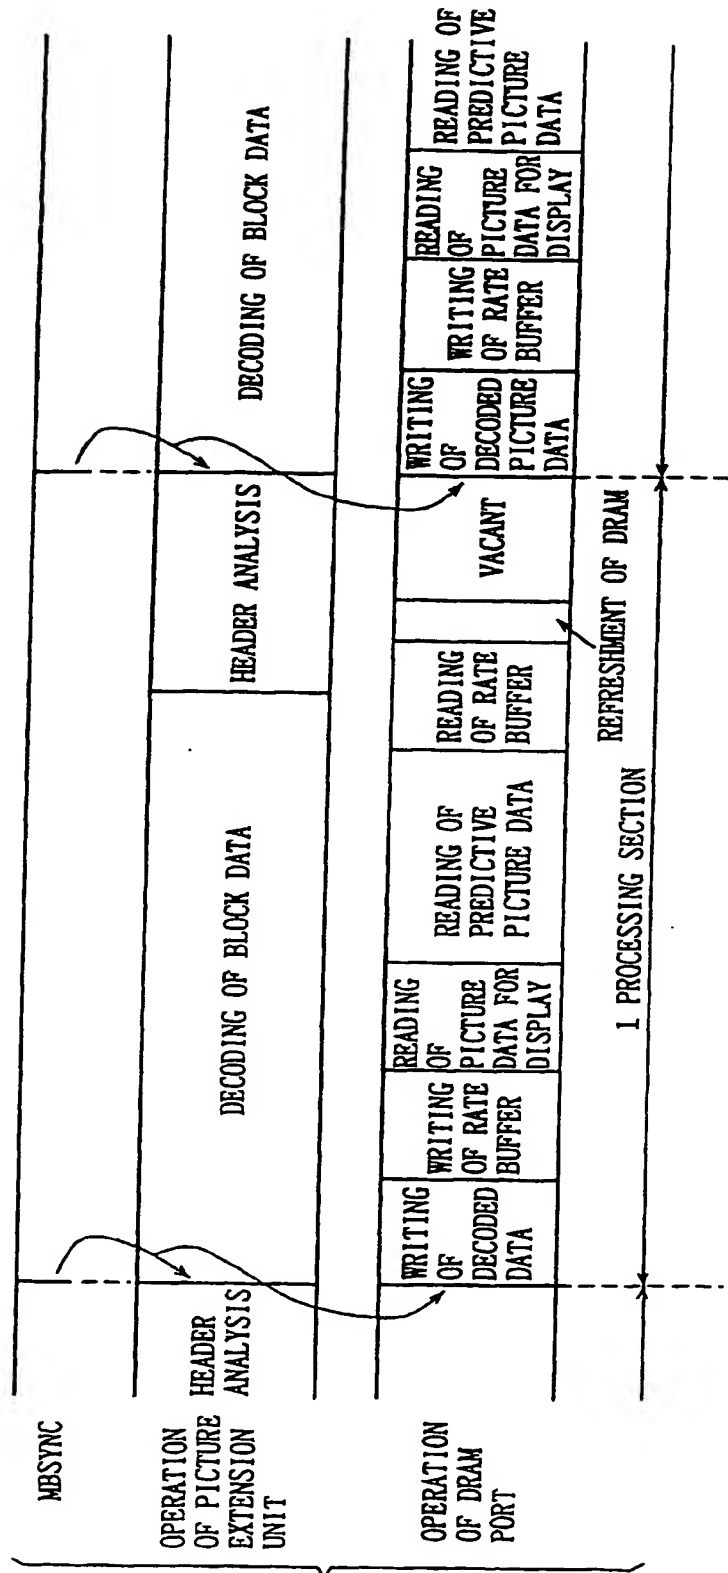 MBSYNC
OPERATION
OF PICTURE
EXTENSION
UNIT
HEADER
ANALYSIS
DECODING OF BLOCK DATA
HEADER ANALYSIS
DECODING OF BLOCK DATA
OPERATION
OF DRAM
PORT
WRITING
OF
DECODED
DATA
WRITING
OF RATE
BUFFER
READING
OF
PICTURE
DATA FOR
DISPLAY
READING OF
PREDICTIVE
PICTURE DATA
READING
OF RATE
BUFFER
VACANT
WRITING
OF
DECODED
PICTURE
DATA
WRITING
OF RATE
BUFFER
READING
OF
PICTURE
DATA FOR
DISPLAY
READING OF
PREDICTIVE
PICTURE
DATA
REFRESHMENT OF DRAM
1 PROCESSING SECTION